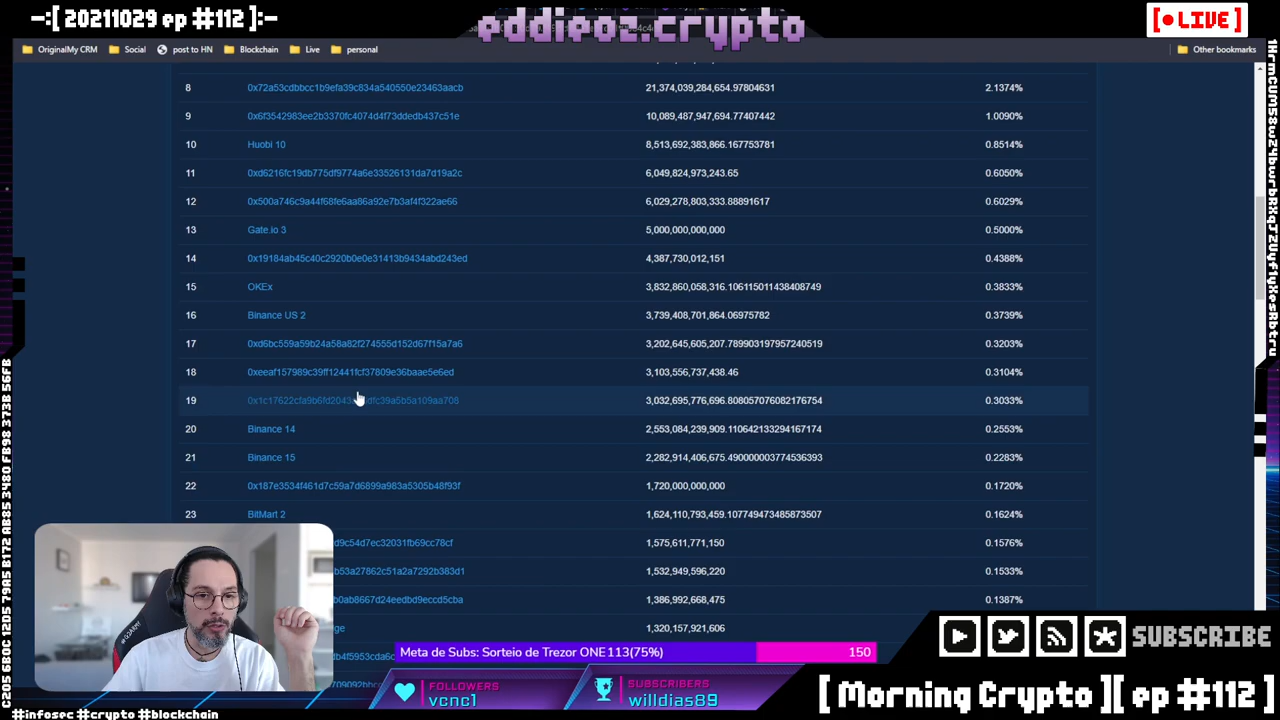 -:[ 20211029 ep #112 ]:-
eddieoz.crypto
[●LIVE]
OriginalMy CRM
Social
post to HN
Blockchain
Live
personal
Other bookmarks
8 0x72a53cdbbcc1b9efa39c834a540550e23463aacb 21,374,039,284,654.97804631 2.1374%
9 0x6f3542983ee2b3370fc4074d4f73ddedb437c51e 10,089,487,947,694.77407442 1.0090%
10 Huobi 10 8,513,692,383,866.167753781 0.8514%
11 0xd6216fc19db775df9774a6e33526131da7d19a2c 6,049,824,973,243.65 0.6050%
12 0x500a746c9a44f68fe6aa86a92e7b3af4f322ae66 6,029,278,803,333.88891617 0.6029%
13 Gate.io 3 5,000,000,000,000 0.5000%
14 0x19184ab45c40c2920b0e0e31413b9434abd243ed 4,387,730,012,151 0.4388%
15 OKEx 3,832,860,058,316.106115011438408749 0.3833%
16 Binance US 2 3,739,408,701,864.06975782 0.3739%
17 0xd6bc559a59b24a58a82f274555d152d67f15a7a6 3,202,645,605,207.789903197957240519 0.3203%
18 0xeeaf157989c39ff12441fcf37809e36baae5e6ed 3,103,556,737,438.46 0.3104%
19 3,032,695,776,696.808057076082176754 0.3033%
20 Binance 14 2,553,084,239,909.110642133294167174 0.2553%
21 Binance 15 2,282,914,406,675.490000003774536393 0.2283%
22 0x187e3534f461d7c59a7d6899a983a5305b48f93f 1,720,000,000,000 0.1720%
23 BitMart 2 1,624,110,793,459.107749473485873507 0.1624%
d9c54d7ec32031fb69cc78cf 1,575,611,771,150 0.1576%
b53a27862c51a2a7292b383d1 1,532,949,596,220 0.1533%
b0ab8667d24eedbd9eccd5cba 1,386,992,668,475 0.1387%
ge 1,320,157,921,606
Meta de Subs: Sorteio de Trezor ONE 113(75%) 150
FOLLOWERS
vcnc1
SUBSCRIBERS
willdias89
SUBSCRIBE
[ Morning Crypto ][ ep #112 ]
#infosec #crypto #blockchain